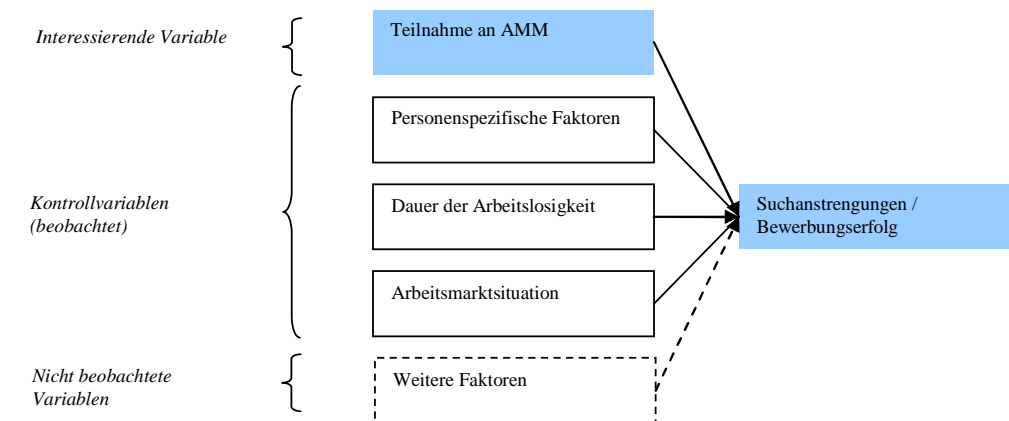 Interessierende Variable
Teilnahme an AMM
Personenspezifische Faktoren
Kontrollvariablen
(beobachtet)
Dauer der Arbeitslosigkeit
Suchanstrengungen /
Bewerbungserfolg
Arbeitsmarktsituation
Nicht beobachtete
Variablen
Weitere Faktoren